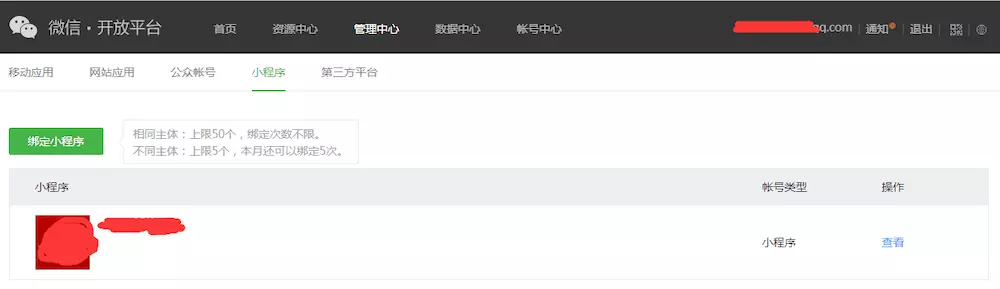 微信·开放平台 首页 资源中心 管理中心 数据中心 帐号中心 qq.com 通知 退出
移动应用 网站应用 公众帐号 小程序 第三方平台
绑定小程序
相同主体：上限50个，绑定次数不限。
不同主体：上限5个，本月还可以绑定5次。
小程序 帐号类型 操作
小程序 查看